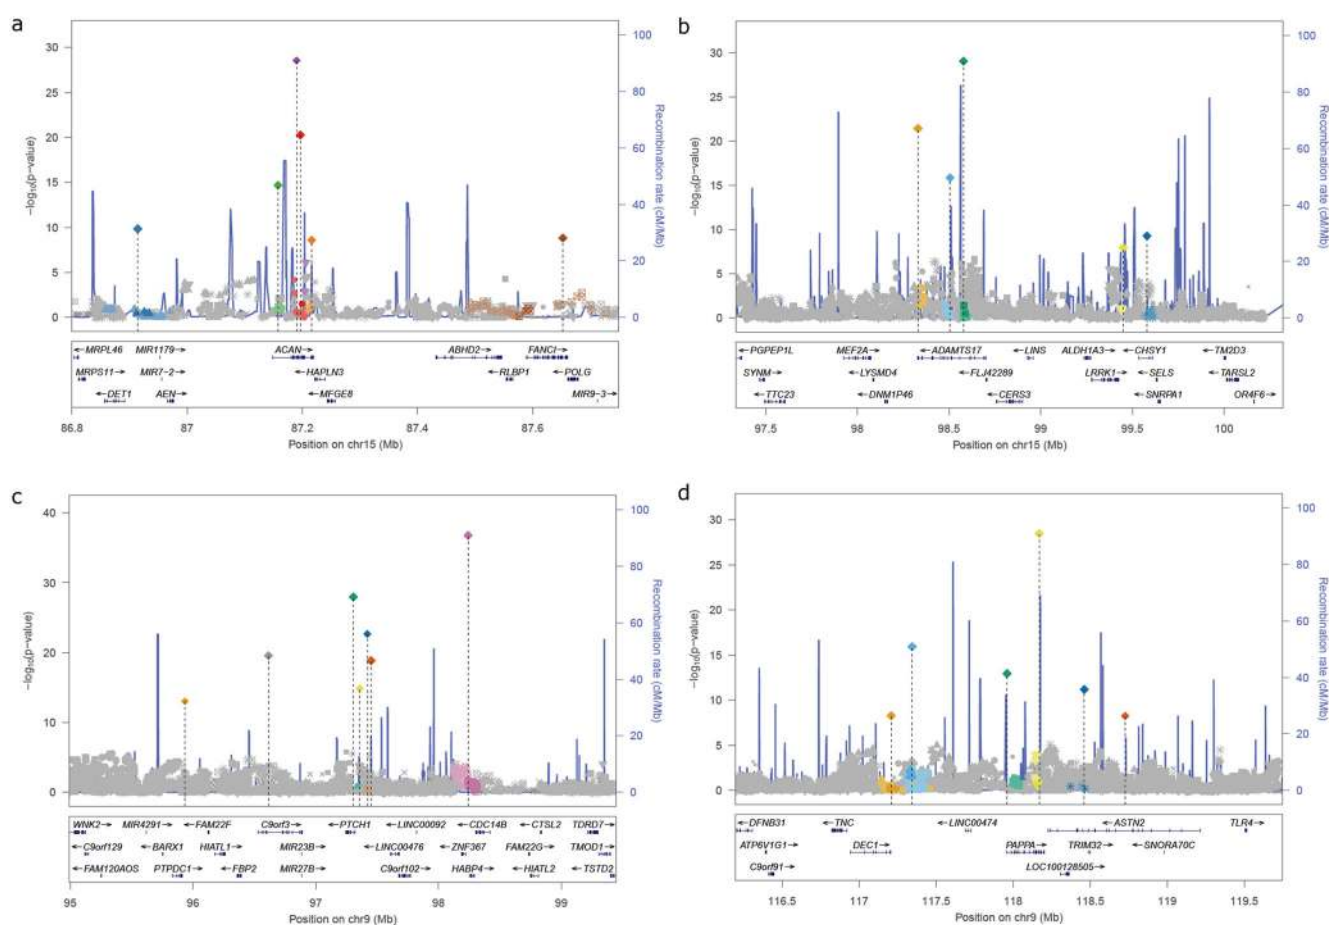 a
30
25
20
15
10
5
0
−log10(p−value)
100
80
60
40
20
0
Recombination rate (cM/Mb)
←MRPL46 MIR1179→ ACAN→ ABHD2→ FANCI→
MRPS11→ MIR7−2→ ←HAPLN3 ←RLBP1 ←POLG
←DET1 AEN→ ←MFGE8 MIR9−3→
86.8 87 87.2 87.4 87.6
Position on chr15 (Mb)
b
30
25
20
15
10
5
0
−log10(p−value)
100
80
60
40
20
0
Recombination rate (cM/Mb)
←PGPEP1L MEF2A→ ←ADAMTS17 ←LINS ALDH1A3→ ←CHSY1 ←TM2D3
SYNM→ ←LYSMD4 ←FLJ42289 LRRK1→ ←SELS ←TARSL2
←TTC23 ←DNM1P46 ←CERS3 ←SNRPA1 OR4F6→
97.5 98 98.5 99 99.5 100
Position on chr15 (Mb)
c
40
30
20
10
0
−log10(p−value)
100
80
60
40
20
0
Recombination rate (cM/Mb)
WNK2→ MIR4291→ ←FAM22F C9orf3→ ←PTCH1 ←LINC00092 ←CDC14B ←CTSL2 TDRD7→
←C9orf129 ←BARX1 HIATL1→ MIR23B→ LINC00476 ←ZNF367 ←FAM22G TMOD1→
←FAM120AOS PTPDC1→ ←FBP2 MIR27B→ C9orf102→ HABP4→ HIATL2 ←TSTD2
95 96 97 98 99
Position on chr9 (Mb)
d
30
25
20
15
10
5
0
−log10(p−value)
100
80
60
40
20
0
Recombination rate (cM/Mb)
←DFNB31 ←TNC ←LINC00474 ←ASTN2 TLR4→
ATP6V1G1→ DEC1→ PAPPA→ TRIM32→ ←SNORA70C
C9orf91→ LOC100128505→
116.5 117 117.5 118 118.5 119 119.5
Position on chr9 (Mb)